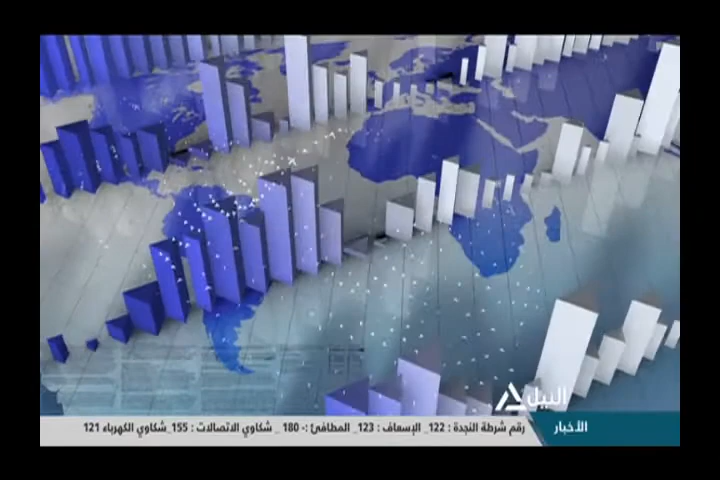 النيل
الأخبار
رقم شرطة النجدة : 122_ الإسعاف : 123_ المطافئ :- 180 _ شكاوي الاتصالات : 155_شكاوي الكهرباء 121